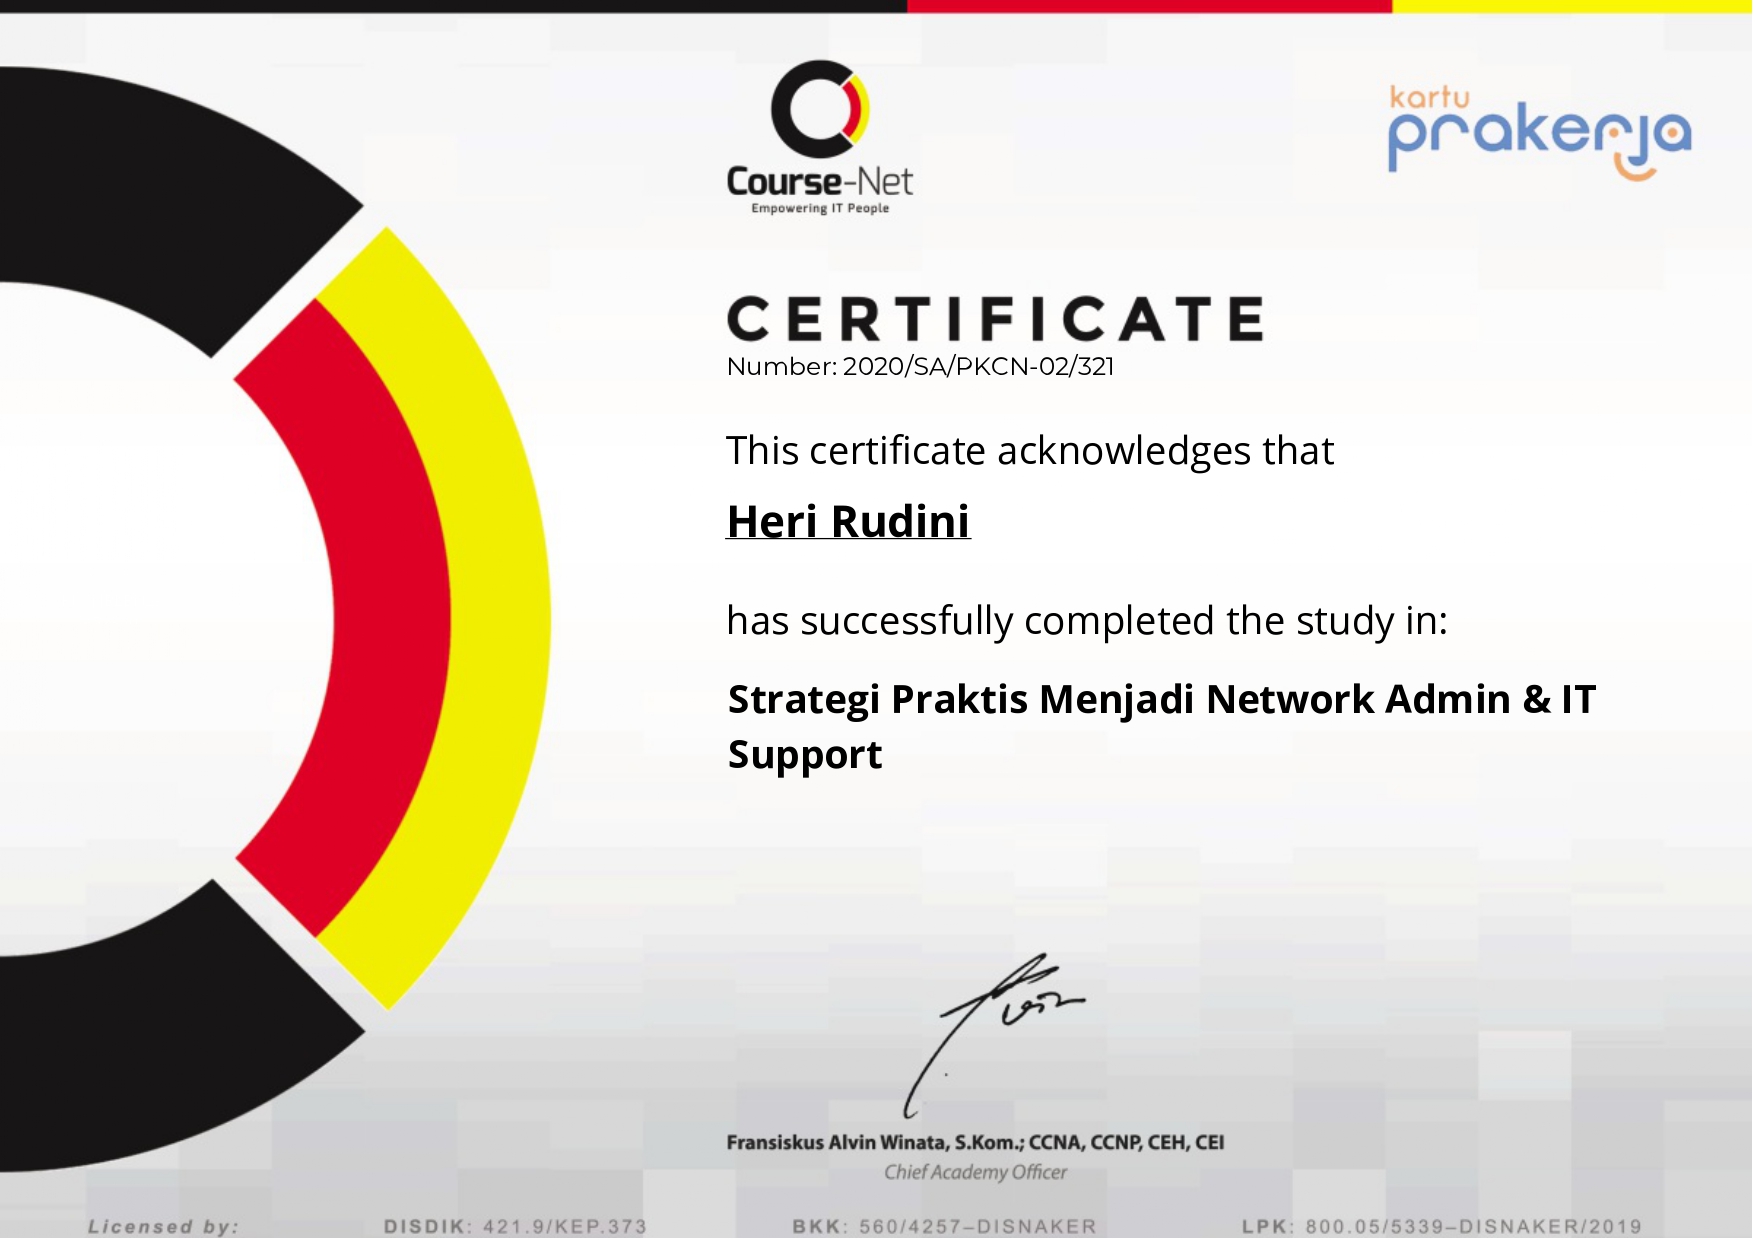 Course-Net
Empowering IT People
kartu
prakerja
CERTIFICATE
Number: 2020/SA/PKCN-02/321
This certificate acknowledges that
Heri Rudini
has successfully completed the study in:
Strategi Praktis Menjadi Network Admin & IT
Support
Fransiskus Alvin Winata, S.Kom.; CCNA, CCNP, CEH, CEI
Chief Academy Officer
Licensed by: DISDIK: 421.9/KEP.373 BKK: 560/4257–DISNAKER LPK: 800.05/5339–DISNAKER/2019